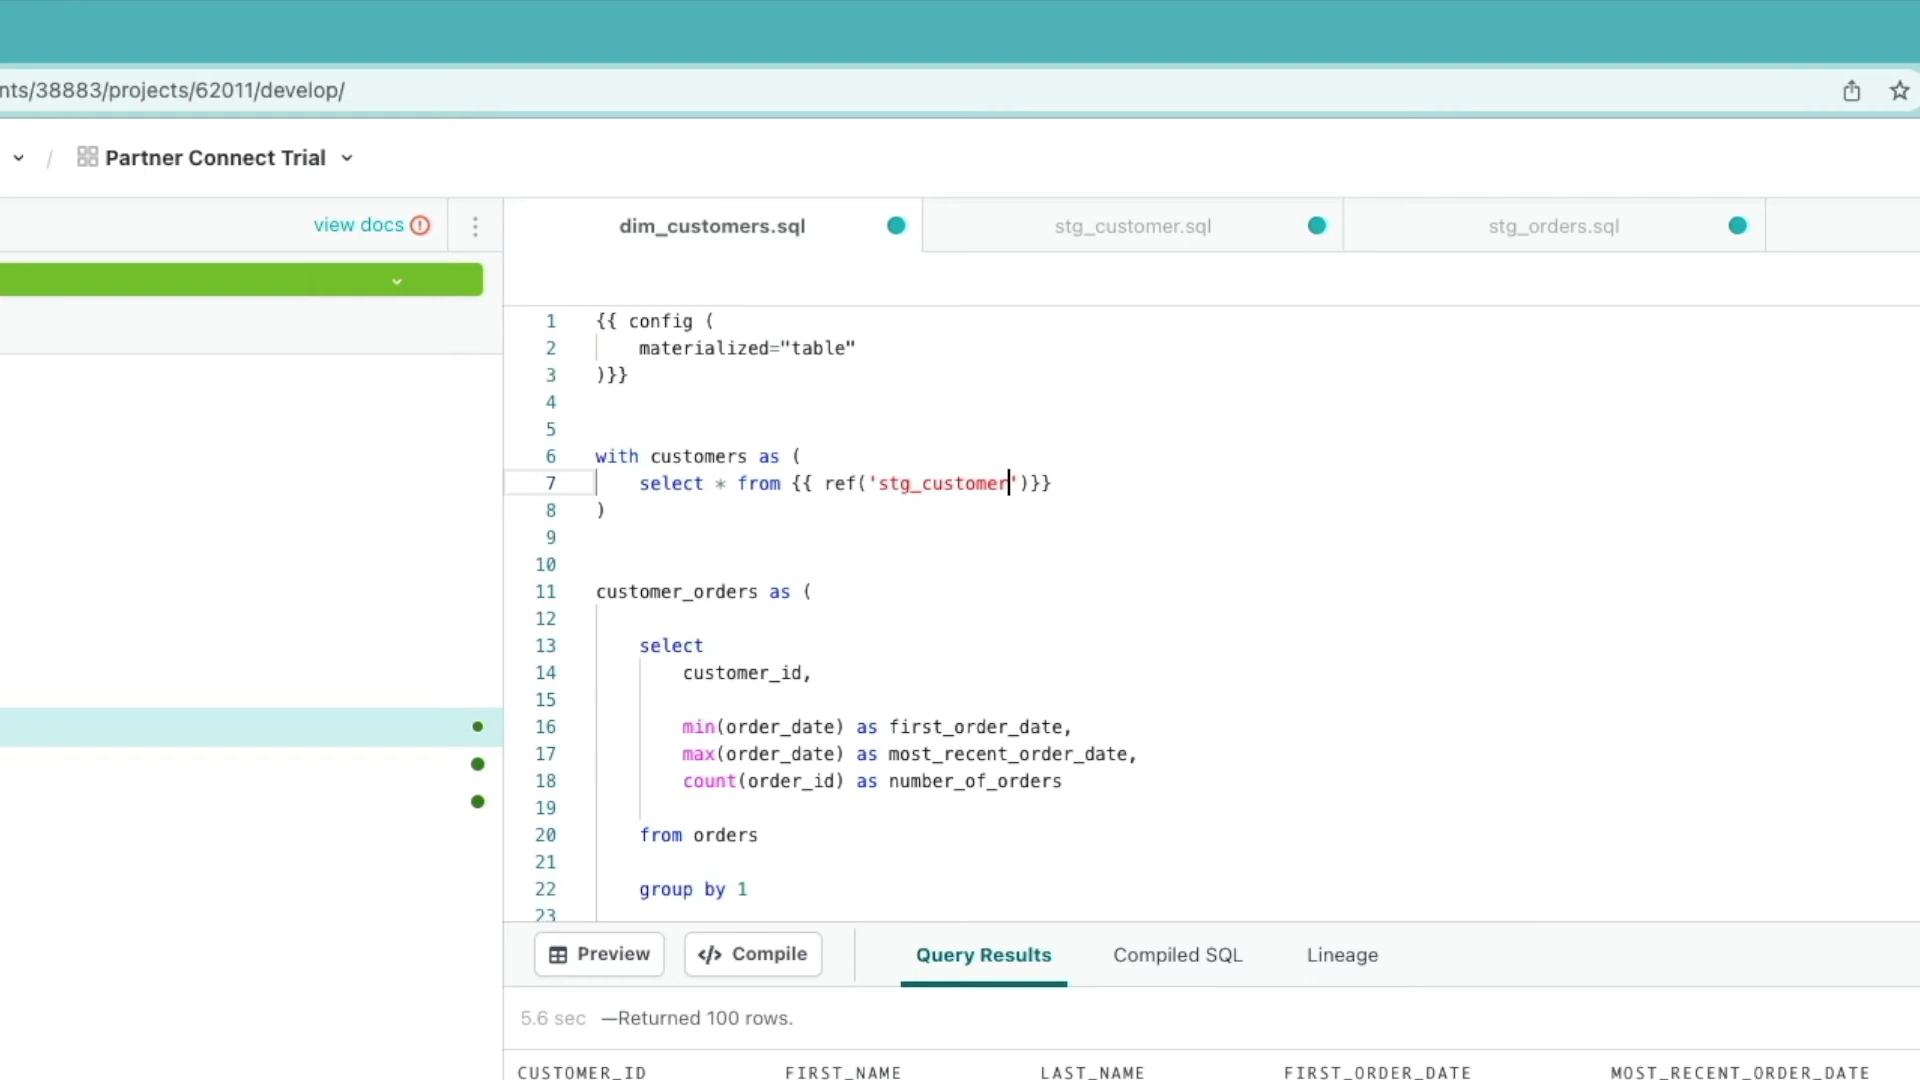 nts/38883/projects/62011/develop/
/ Partner Connect Trial
view docs
dim_customers.sql
stg_customer.sql
stg_orders.sql
1 {{ config (
2 materialized="table"
3 )}}
4
5
6 with customers as (
7 select * from {{ ref('stg_customer')}}
8 )
9
10
11 customer_orders as (
12
13 select
14 customer_id,
15
16 min(order_date) as first_order_date,
17 max(order_date) as most_recent_order_date,
18 count(order_id) as number_of_orders
19
20 from orders
21
22 group by 1
23
Preview
</> Compile
Query Results
Compiled SQL
Lineage
5.6 sec —Returned 100 rows.
CUSTOMER_ID FIRST_NAME LAST_NAME FIRST_ORDER_DATE MOST_RECENT_ORDER_DATE